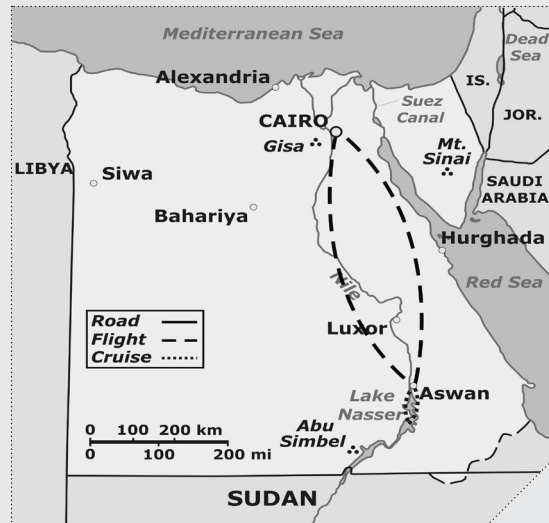 Mediterranean Sea
Dead
Sea
Alexandria
IS.
Suez
Canal
CAIRO
JOR.
Gisa
Mt.
Sinai
LIBYA
Siwa
SAUDI
ARABIA
Bahariya
Hurghada
Red Sea
Nile
Road
Flight
Cruise
Luxor
Lake
Nasser
Aswan
Abu
Simbel
0 100 200 km
0 100 200 mi
SUDAN